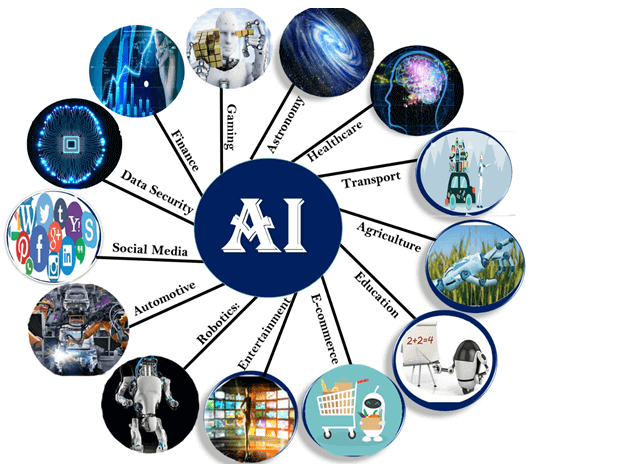 Gaming
Astronomy
Healthcare
Transport
Agriculture
Education
2+2=4
E-commerce
Entertainment
Robotics:
Automotive
Social Media
Data Security
Finance
AI